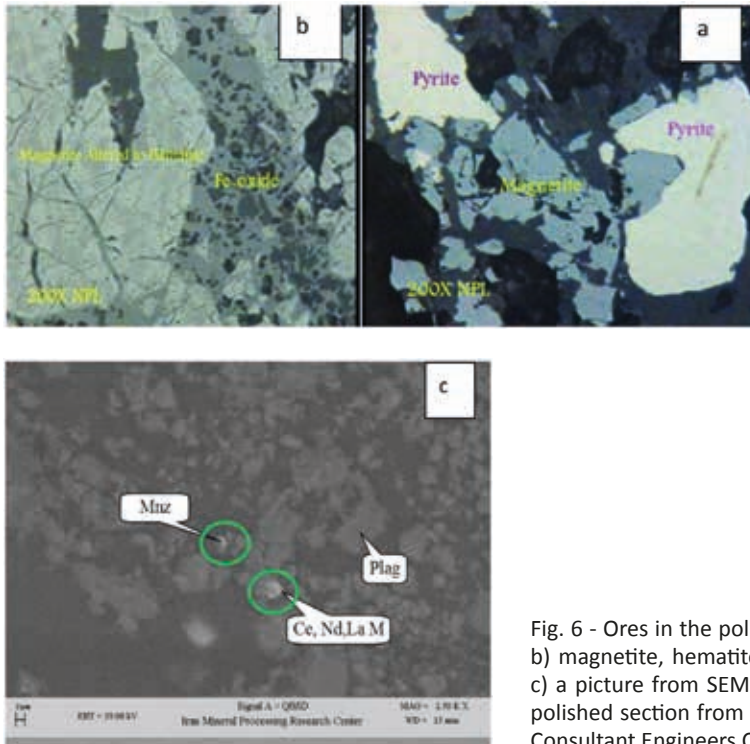 b
Magnetite Altered to Hematite
Fe-oxide
200X NPL
a
Pyrite
Pyrite
Magnetite
200X NPL
c
Mnz
Plag
Ce, Nd,La M
Signal A = QBSD
Iran Mineral Processing Research Center
Fig. 6 - Ores in the pol
b) magnetite, hematite
c) a picture from SEM
polished section from
Consultant Engineers C